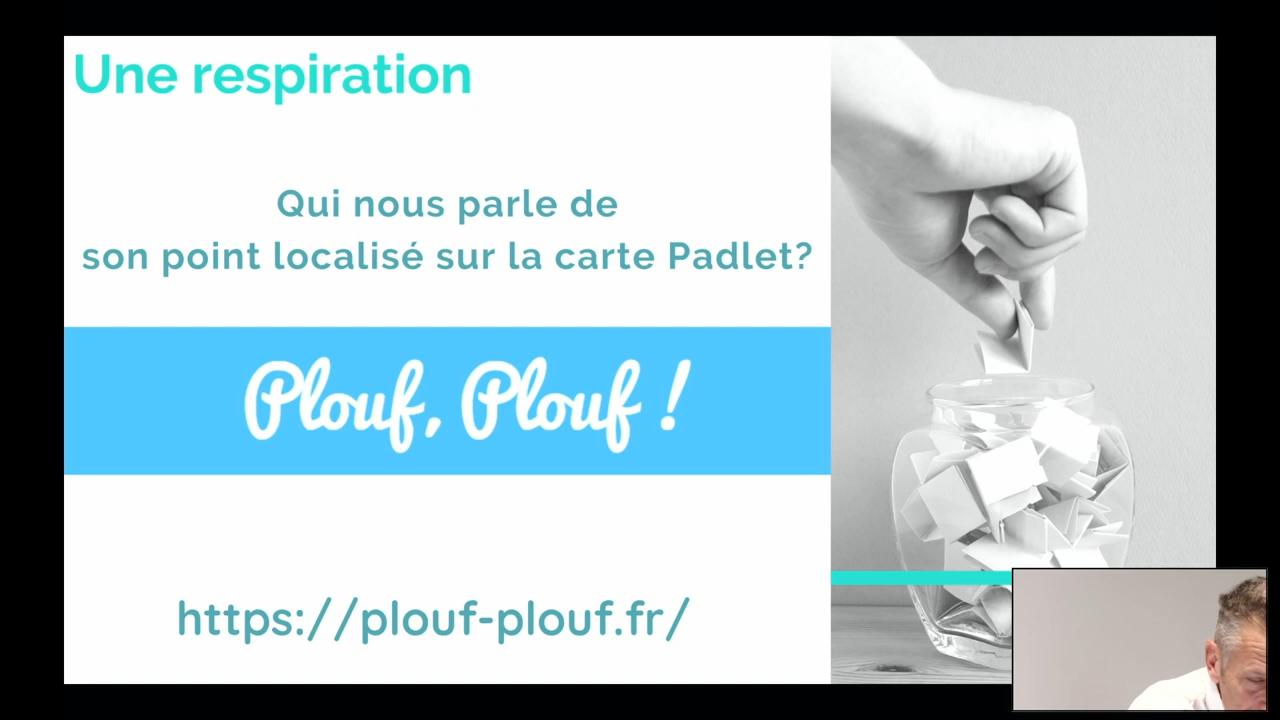 Une respiration
Qui nous parle de
son point localisé sur la carte Padlet?
Plouf, Plouf !
https://plouf-plouf.fr/